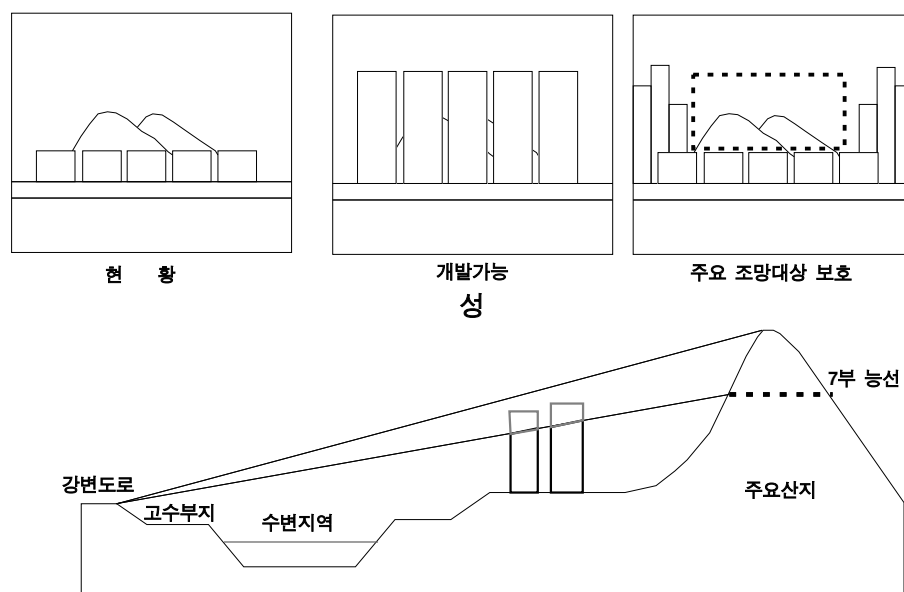 현 황
개발가능
성
주요 조망대상 보호
7부 능선
강변도로
고수부지
수변지역
주요산지